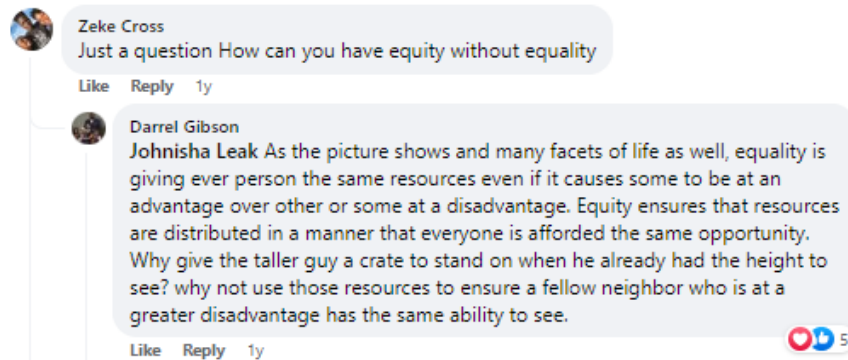 Zeke Cross
Just a question How can you have equity without equality
Like Reply 1y
Darrel Gibson
Johnisha Leak As the picture shows and many facets of life as well, equality is
giving ever person the same resources even if it causes some to be at an
advantage over other or some at a disadvantage. Equity ensures that resources
are distributed in a manner that everyone is afforded the same opportunity.
Why give the taller guy a crate to stand on when he already had the height to
see? why not use those resources to ensure a fellow neighbor who is at a
greater disadvantage has the same ability to see.
5
Like Reply 1y